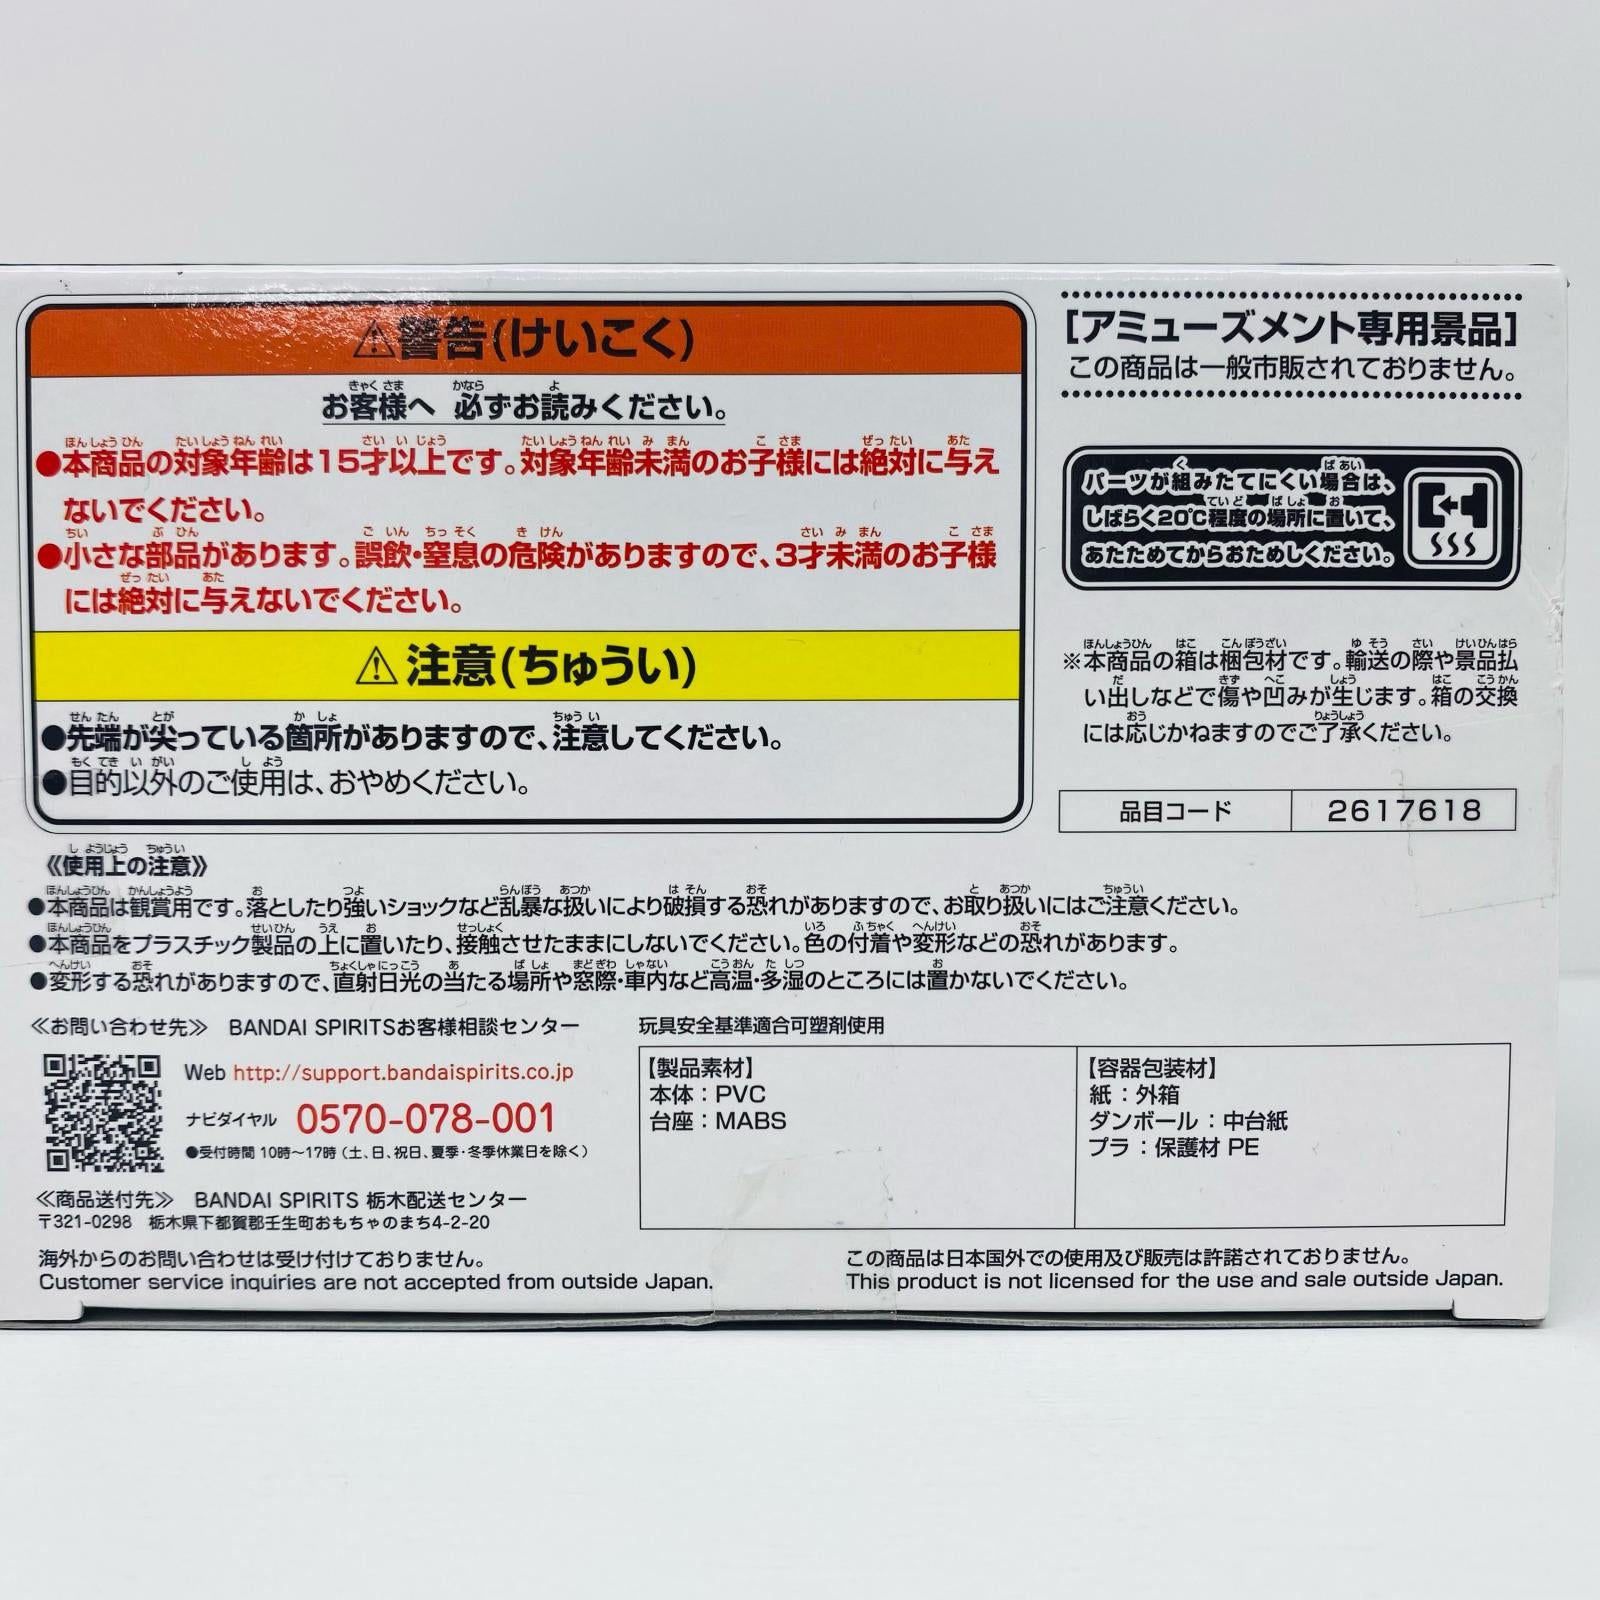 ⚠警告(けいこく)
お客様へ 必ずお読みください。
●本商品の対象年齢は15才以上です。対象年齢未満のお子様には絶対に与え
ないでください。
●小さな部品があります。誤飲・窒息の危険がありますので、3才未満のお子様
には絶対に与えないでください。
⚠注意(ちゅうい)
●先端が尖っている箇所がありますので、注意してください。
●目的以外のご使用は、おやめください。
[アミューズメント専用景品]
この商品は一般市販されておりません。
パーツが組みたてにくい場合は、
しばらく20℃程度の場所に置いて、
あたためてからおためしください。
※本商品の箱は梱包材です。輸送の際や景品払
い出しなどで傷や凹みが生じます。箱の交換
には応じかねますのでご了承ください。
品目コード 2617618
《使用上の注意》
●本商品は観賞用です。落としたり強いショックなど乱暴な扱いにより破損する恐れがありますので、お取り扱いにはご注意ください。
●本商品をプラスチック製品の上に置いたり、接触させたままにしないでください。色の付着や変形などの恐れがあります。
●変形する恐れがありますので、直射日光の当たる場所や窓際・車内など高温・多湿のところには置かないでください。
≪お問い合わせ先≫ BANDAI SPIRITSお客様相談センター
Web http://support.bandaispirits.co.jp
ナビダイヤル 0570-078-001
●受付時間 10時〜17時(土、日、祝日、夏季・冬季休業日を除く)
≪商品送付先≫ BANDAI SPIRITS 栃木配送センター
〒321-0298 栃木県下都賀郡壬生町おもちゃのまち4-2-20
玩具安全基準適合可塑剤使用
【製品素材】
本体：PVC
台座：MABS
【容器包装材】
紙：外箱
ダンボール：中台紙
プラ：保護材 PE
海外からのお問い合わせは受け付けておりません。
Customer service inquiries are not accepted from outside Japan.
この商品は日本国外での使用及び販売は許諾されておりません。
This product is not licensed for the use and sale outside Japan.